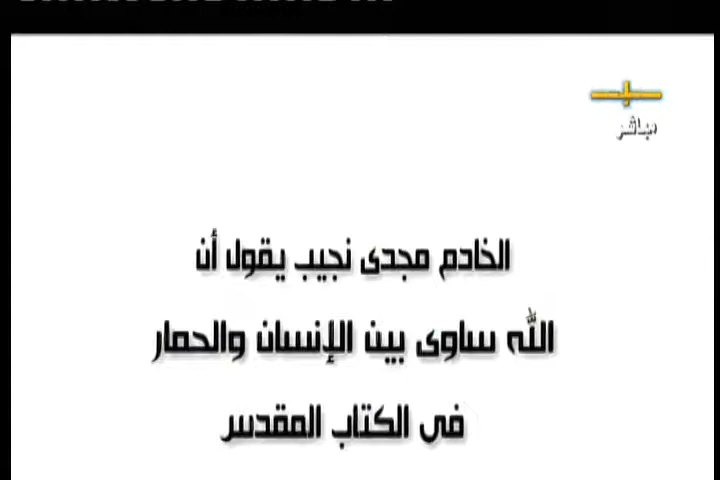 مباشر
الخادم مجدى نجيب يقول أن
الله ساوى بين الإنسان والحمار
فى الكتاب المقدس